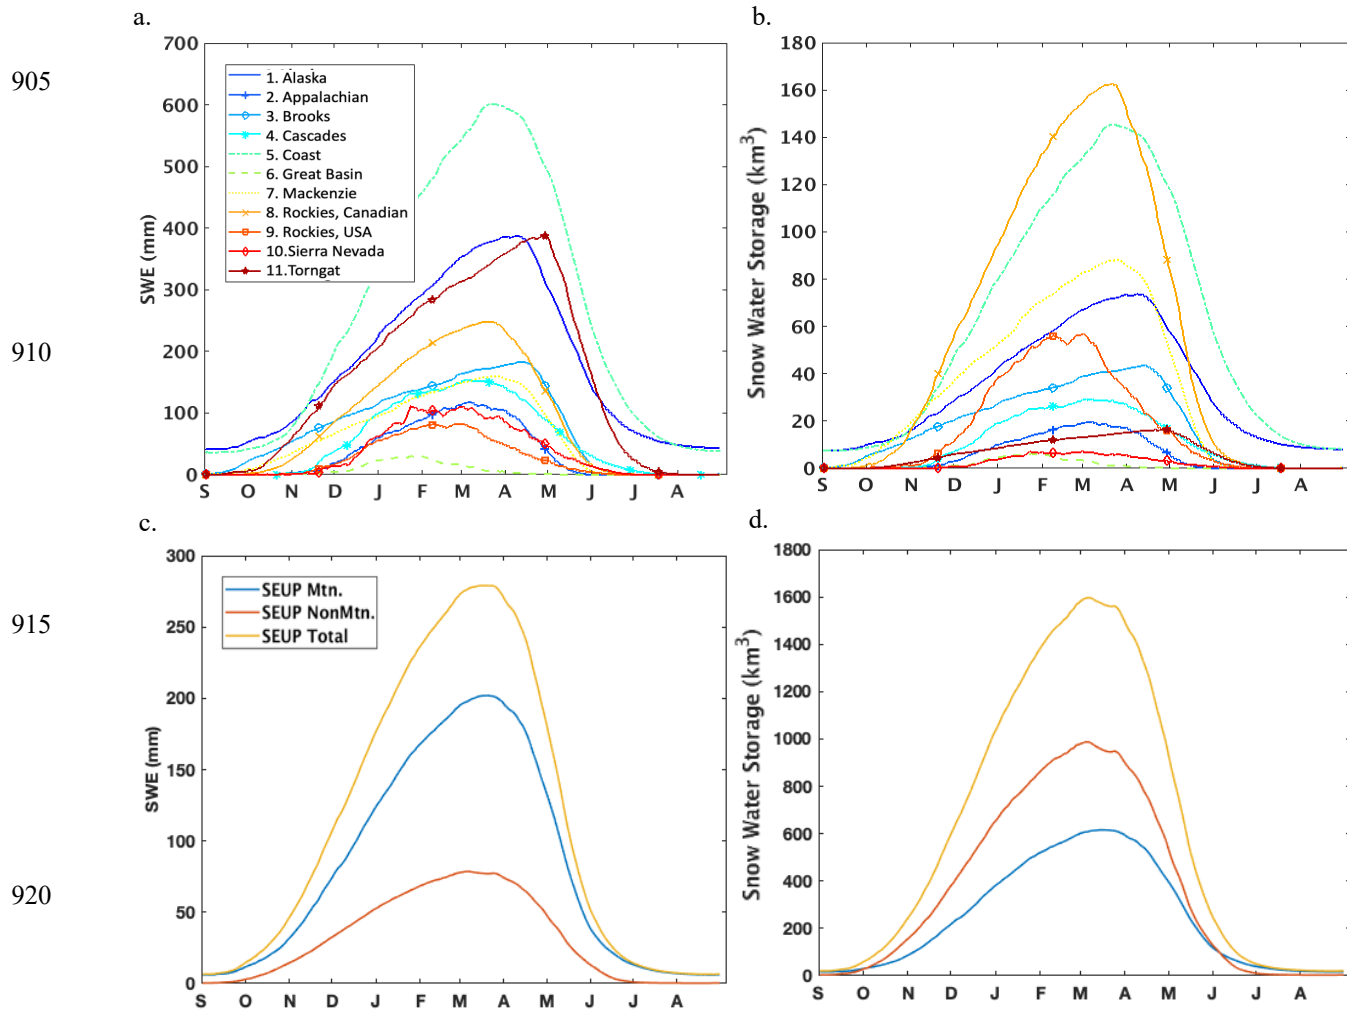 a.
700
600
500
400
300
200
100
0
SWE (mm)
1. Alaska
2. Appalachian
3. Brooks
4. Cascades
5. Coast
6. Great Basin
7. Mackenzie
8. Rockies, Canadian
9. Rockies, USA
10.Sierra Nevada
11.Torngat
S O N D J F M A M J J A
b.
180
160
140
120
100
80
60
40
20
0
Snow Water Storage (km³)
S O N D J F M A M J J A
905
910
915
920
c.
300
250
200
150
100
50
0
SWE (mm)
SEUP Mtn.
SEUP NonMtn.
SEUP Total
S O N D J F M A M J J A
d.
1800
1600
1400
1200
1000
800
600
400
200
0
Snow Water Storage (km³)
S O N D J F M A M J J A